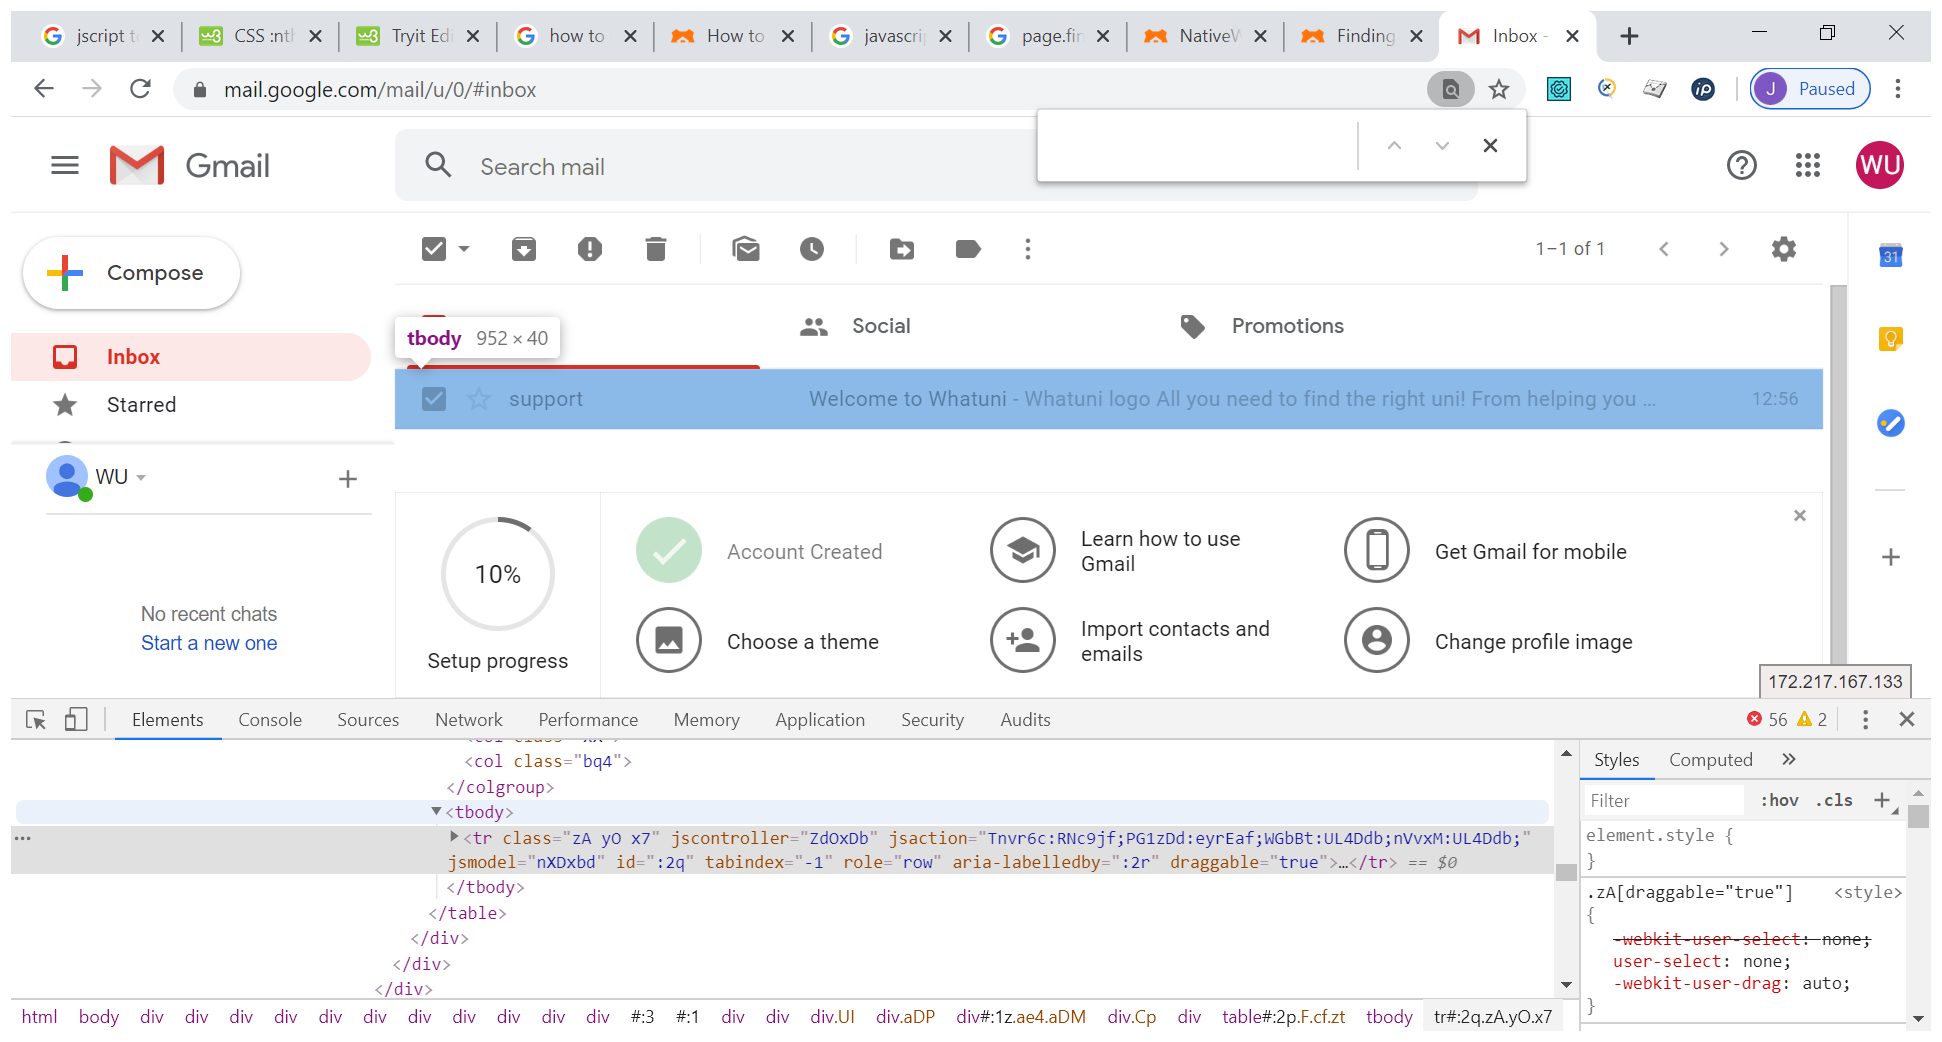 jscript t
CSS :nth
Tryit Edi
how to
How to
javascrip
page.fin
NativeW
Finding
Inbox -
mail.google.com/mail/u/0/#inbox
J Paused
Gmail
Search mail
WU
Compose
1–1 of 1
31
Social
Promotions
tbody 952 × 40
Inbox
support Welcome to Whatuni - Whatuni logo All you need to find the right uni! From helping you ... 12:56
Starred
WU
10%
Setup progress
Account Created
Learn how to use
Gmail
Get Gmail for mobile
Choose a theme
Import contacts and
emails
Change profile image
No recent chats
Start a new one
172.217.167.133
Elements Console Sources Network Performance Memory Application Security Audits
56 2
<col class="xX">
<col class="bq4">
</colgroup>
<tbody>
<tr class="zA yO x7" jscontroller="ZdOxDb" jsaction="Tnvr6c:RNc9jf;PG1zDd:eyrEaf;WGbBt:UL4Ddb;nVvxM:UL4Ddb;"
jsmodel="nXDxbd" id=":2q" tabindex="-1" role="row" aria-labelledby=":2r" draggable="true">…</tr> == $0
</tbody>
</table>
</div>
</div>
</div>
Styles Computed »
Filter :hov .cls +
element.style {
}
.zA[draggable="true"] <style>
{
-webkit-user-select: none;
user-select: none;
-webkit-user-drag: auto;
}
html body div div div div div div div div div div div #:3 #:1 div div div.UI div.aDP div#:1z.ae4.aDM div.Cp div table#:2p.F.cf.zt tbody tr#:2q.zA.yO.x7